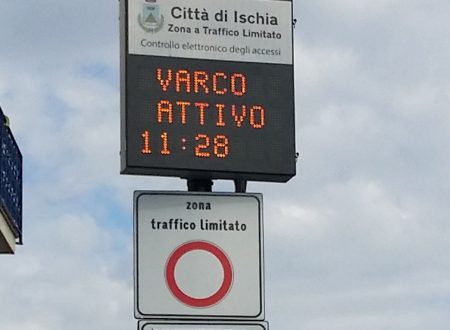 Città di Ischia
Zona a Traffico Limitato
Controllo elettronico degli accessi
VARCO
ATTIVO
11:28
zona
traffico limitato